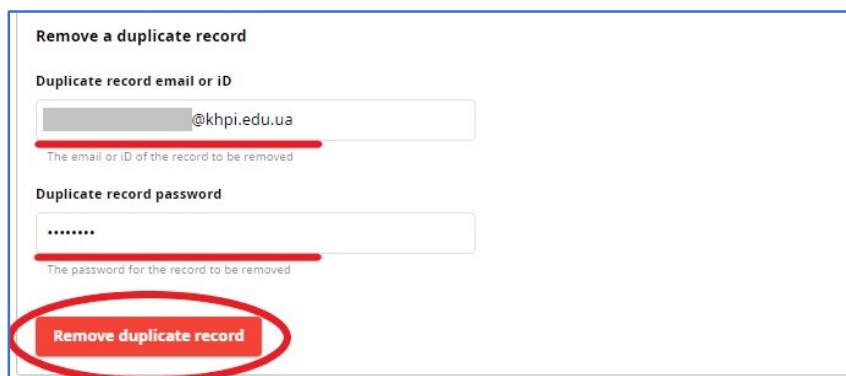 Remove a duplicate record
Duplicate record email or iD
@khpi.edu.ua
The email or iD of the record to be removed
Duplicate record password
••••••••
The password for the record to be removed
Remove duplicate record